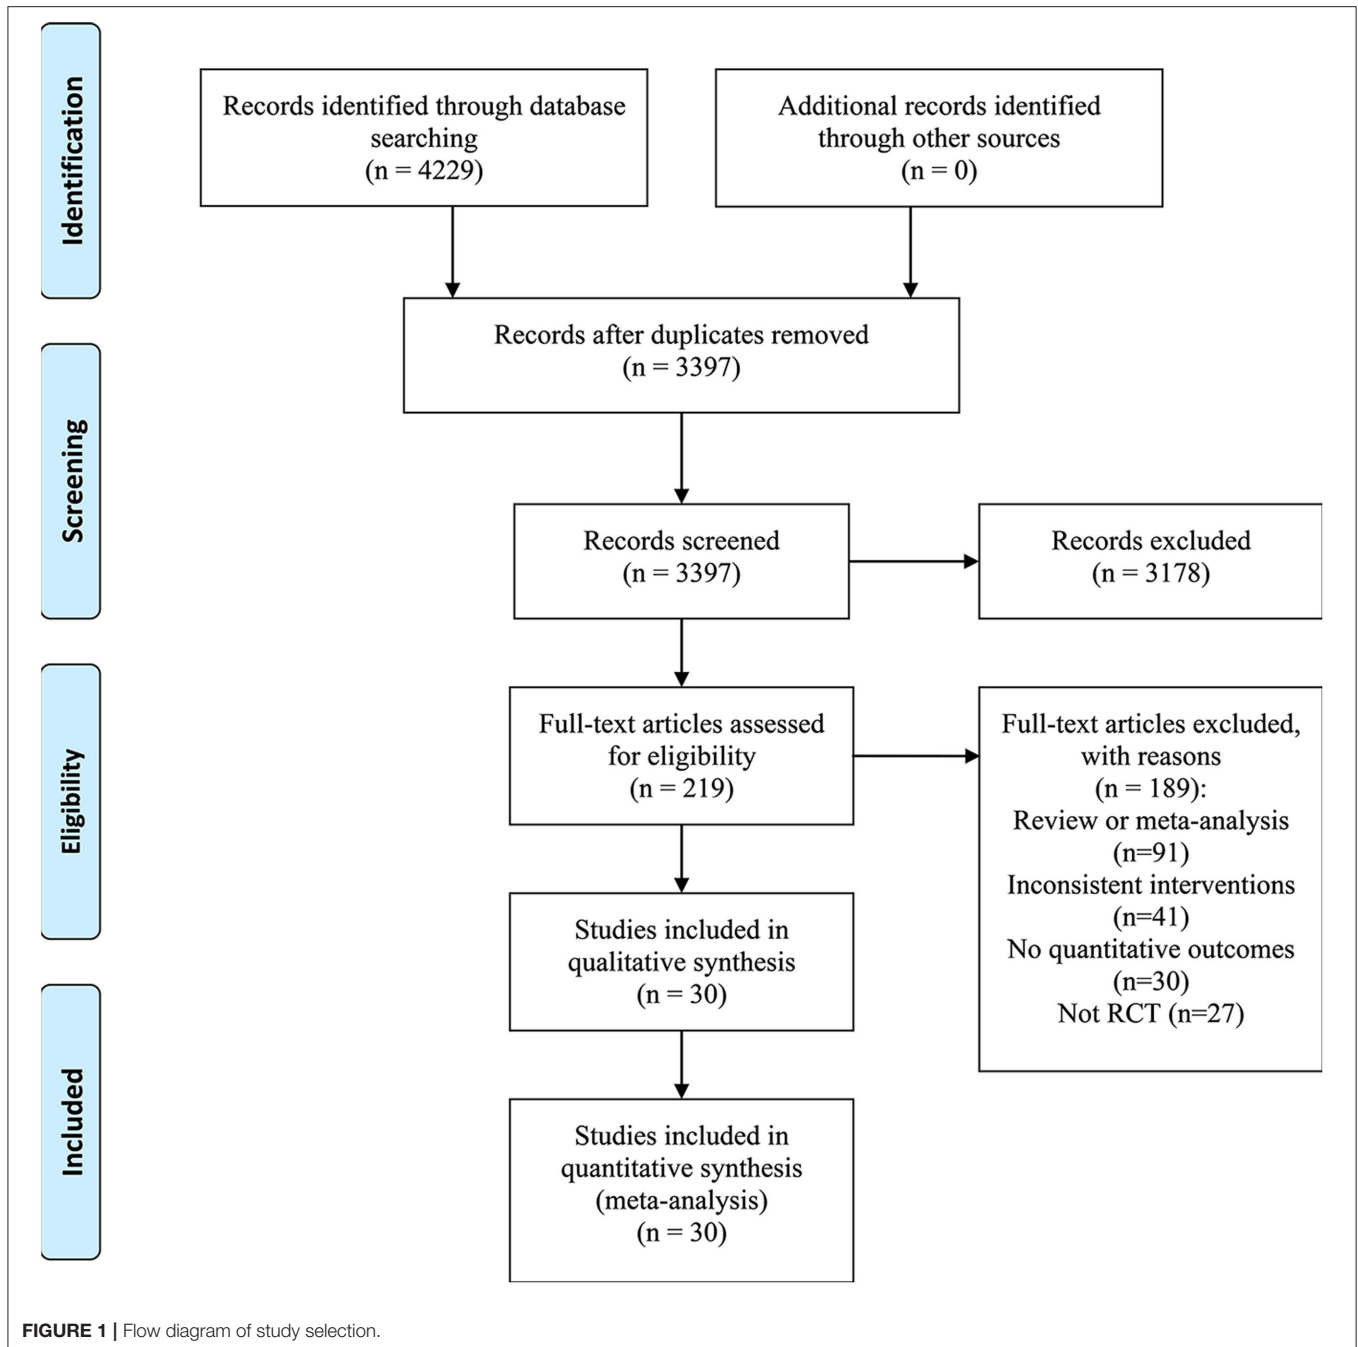 Identification
Records identified through database
searching
(n = 4229)
Additional records identified
through other sources
(n = 0)
Records after duplicates removed
(n = 3397)
Screening
Records screened
(n = 3397)
Records excluded
(n = 3178)
Eligibility
Full-text articles assessed
for eligibility
(n = 219)
Full-text articles excluded,
with reasons
(n = 189):
Review or meta-analysis
(n=91)
Inconsistent interventions
(n=41)
No quantitative outcomes
(n=30)
Not RCT (n=27)
Studies included in
qualitative synthesis
(n = 30)
Included
Studies included in
quantitative synthesis
(meta-analysis)
(n = 30)
FIGURE 1 | Flow diagram of study selection.